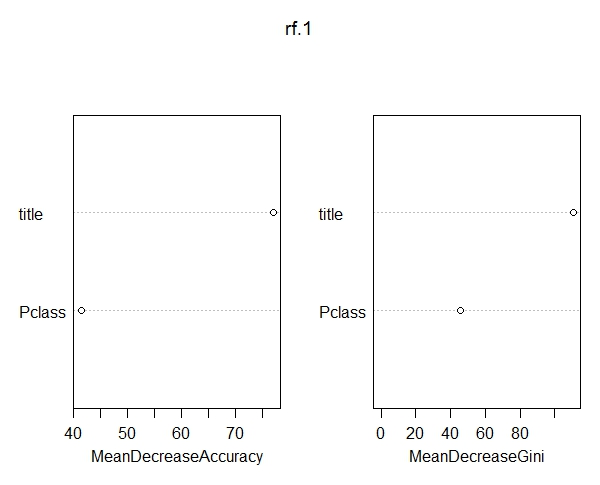 rf.1
title
Pclass
40 50 60 70
MeanDecreaseAccuracy
title
Pclass
0 20 40 60 80
MeanDecreaseGini